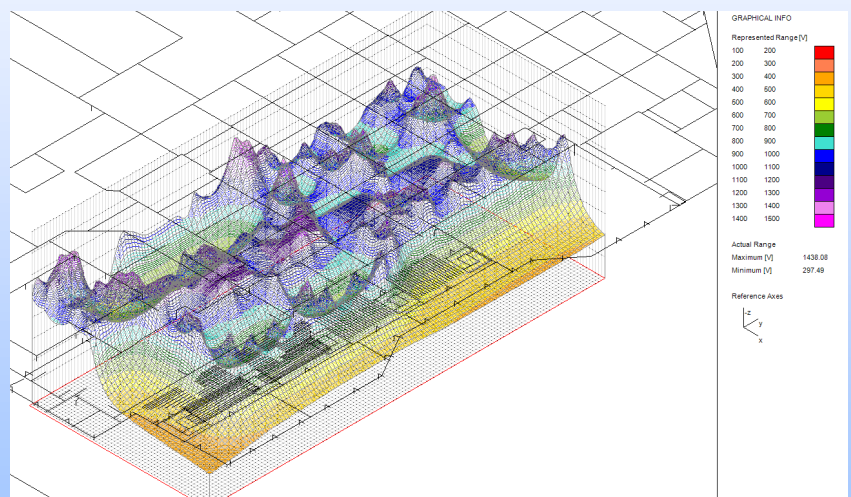 GRAPHICAL INFO
Represented Range [V]
100 200
200 300
300 400
400 500
500 600
600 700
700 800
800 900
900 1000
1000 1100
1100 1200
1200 1300
1300 1400
1400 1500
Actual Range
Maximum [V] 1438.08
Minimum [V] 297.49
Reference Axes
-z
y
x